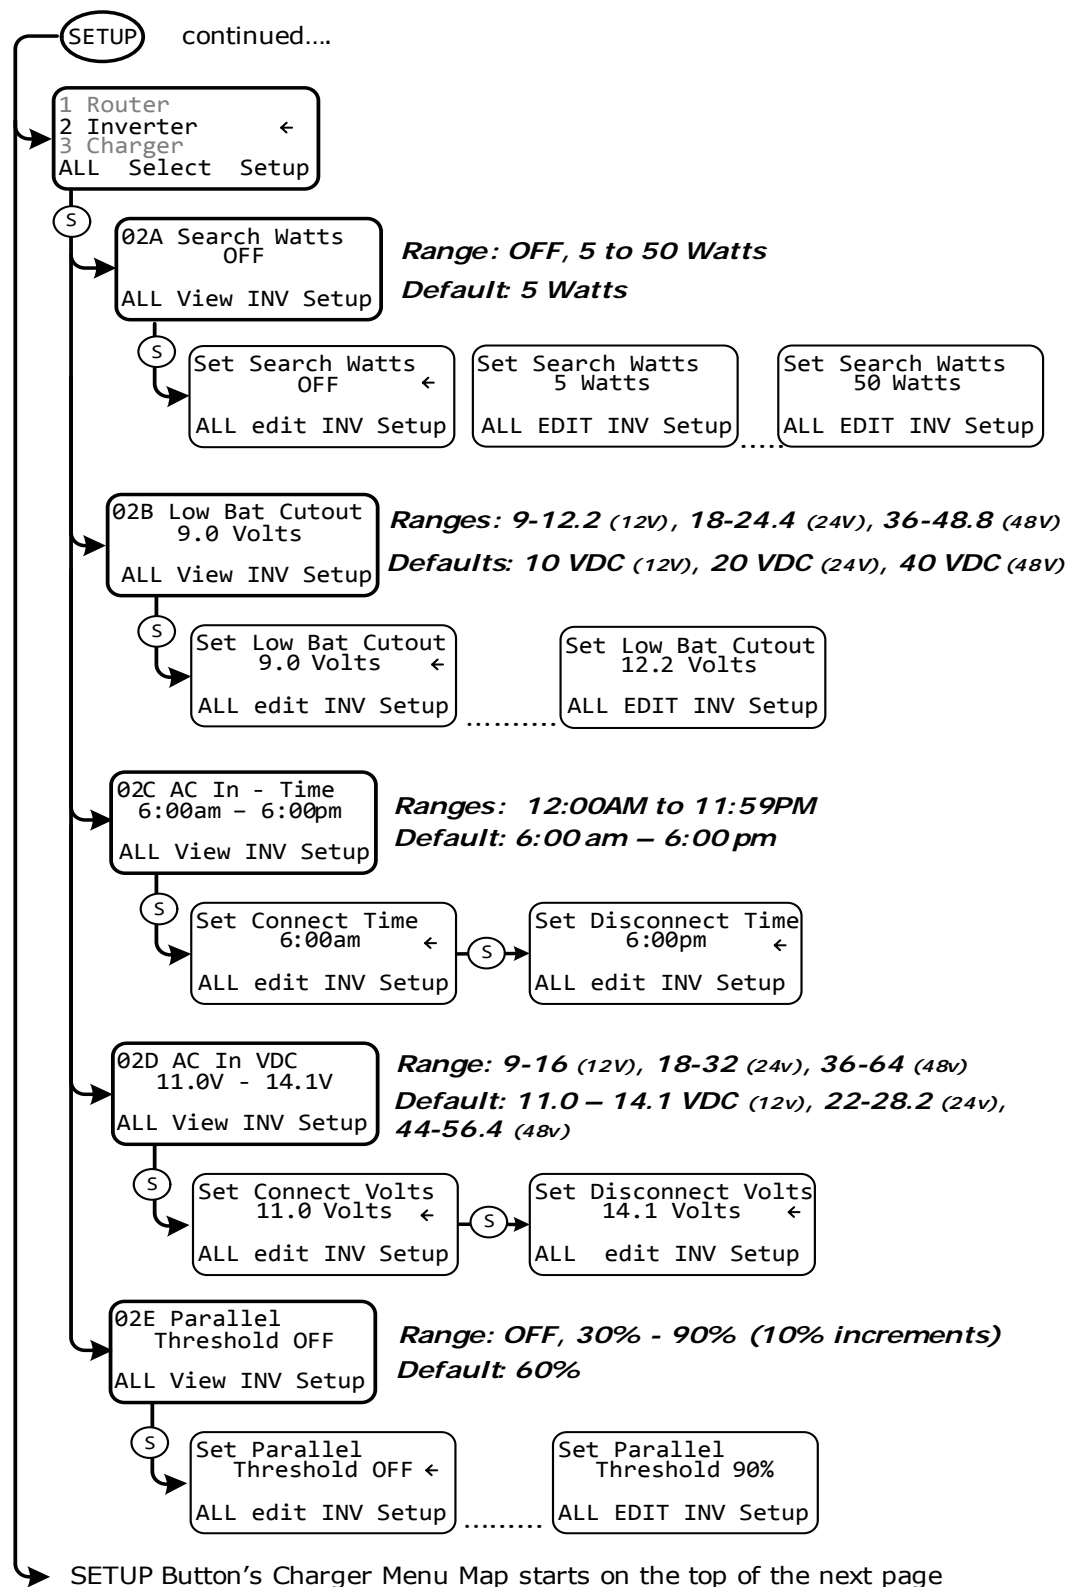 SETUP continued....
1 Router
2 Inverter ←
3 Charger
ALL Select Setup
S
02A Search Watts
OFF
ALL View INV Setup
Range: OFF, 5 to 50 Watts
Default: 5 Watts
S
Set Search Watts
OFF ←
ALL edit INV Setup
Set Search Watts
5 Watts
ALL EDIT INV Setup
.....
Set Search Watts
50 Watts
ALL EDIT INV Setup
02B Low Bat Cutout
9.0 Volts
ALL View INV Setup
Ranges: 9-12.2 (12V), 18-24.4 (24V), 36-48.8 (48V)
Defaults: 10 VDC (12V), 20 VDC (24V), 40 VDC (48V)
S
Set Low Bat Cutout
9.0 Volts ←
ALL edit INV Setup
..........
Set Low Bat Cutout
12.2 Volts
ALL EDIT INV Setup
02C AC In - Time
6:00am – 6:00pm
ALL View INV Setup
Ranges: 12:00AM to 11:59PM
Default: 6:00 am – 6:00 pm
S
Set Connect Time
6:00am ←
ALL edit INV Setup
S
Set Disconnect Time
6:00pm ←
ALL edit INV Setup
02D AC In VDC
11.0V - 14.1V
ALL View INV Setup
Range: 9-16 (12V), 18-32 (24v), 36-64 (48v)
Default: 11.0 – 14.1 VDC (12v), 22-28.2 (24v),
44-56.4 (48v)
S
Set Connect Volts
11.0 Volts ←
ALL edit INV Setup
S
Set Disconnect Volts
14.1 Volts ←
ALL edit INV Setup
02E Parallel
Threshold OFF
ALL View INV Setup
Range: OFF, 30% - 90% (10% increments)
Default: 60%
S
Set Parallel
Threshold OFF ←
ALL edit INV Setup
.........
Set Parallel
Threshold 90%
ALL EDIT INV Setup
SETUP Button’s Charger Menu Map starts on the top of the next page